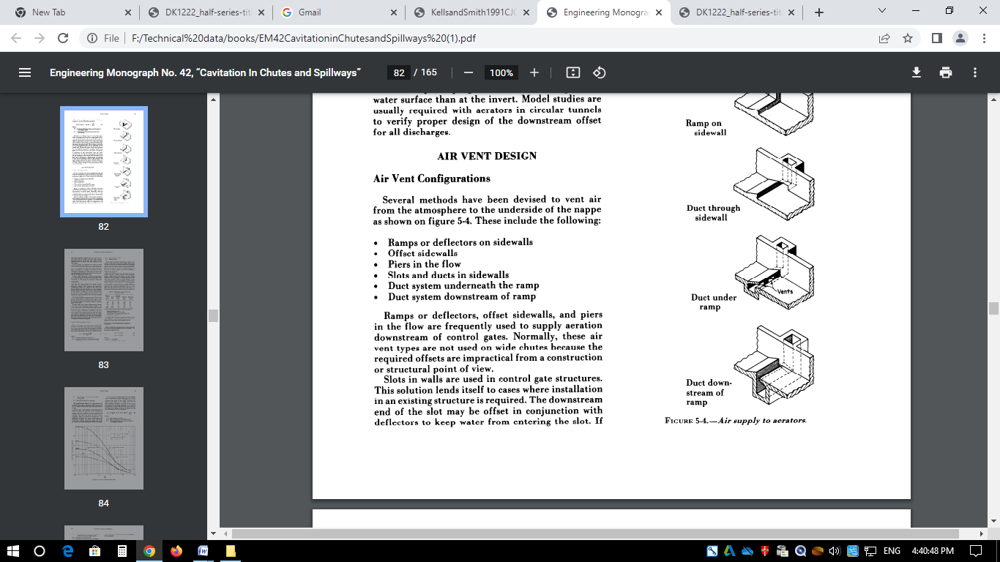 New Tab
DK1222_half-series-tit
Gmail
KellsandSmith1991CJC
Engineering Monogra
DK1222_half-series-tit
File
F:/Technical%20data/books/EM42CavitationinChutesandSpillways%20(1).pdf
Engineering Monograph No. 42, “Cavitation In Chutes and Spillways”
82 / 165
100%
82
83
84
water surface than at the invert. Model studies are
usually required with aerators in circular tunnels
to verify proper design of the downstream offset
for all discharges.
AIR VENT DESIGN
Air Vent Configurations
Several methods have been devised to vent air
from the atmosphere to the underside of the nappe
as shown on figure 5-4. These include the following:
• Ramps or deflectors on sidewalls
• Offset sidewalls
• Piers in the flow
• Slots and ducts in sidewalls
• Duct system underneath the ramp
• Duct system downstream of ramp
Ramps or deflectors, offset sidewalls, and piers
in the flow are frequently used to supply aeration
downstream of control gates. Normally, these air
vent types are not used on wide chutes because the
required offsets are impractical from a construction
or structural point of view.
Slots in walls are used in control gate structures.
This solution lends itself to cases where installation
in an existing structure is required. The downstream
end of the slot may be offset in conjunction with
deflectors to keep water from entering the slot. If
Ramp on
sidewall
Duct through
sidewall
Duct under
ramp
Vents
Duct down-
stream of
ramp
FIGURE 5-4.—Air supply to aerators.
ENG
4:40:48 PM